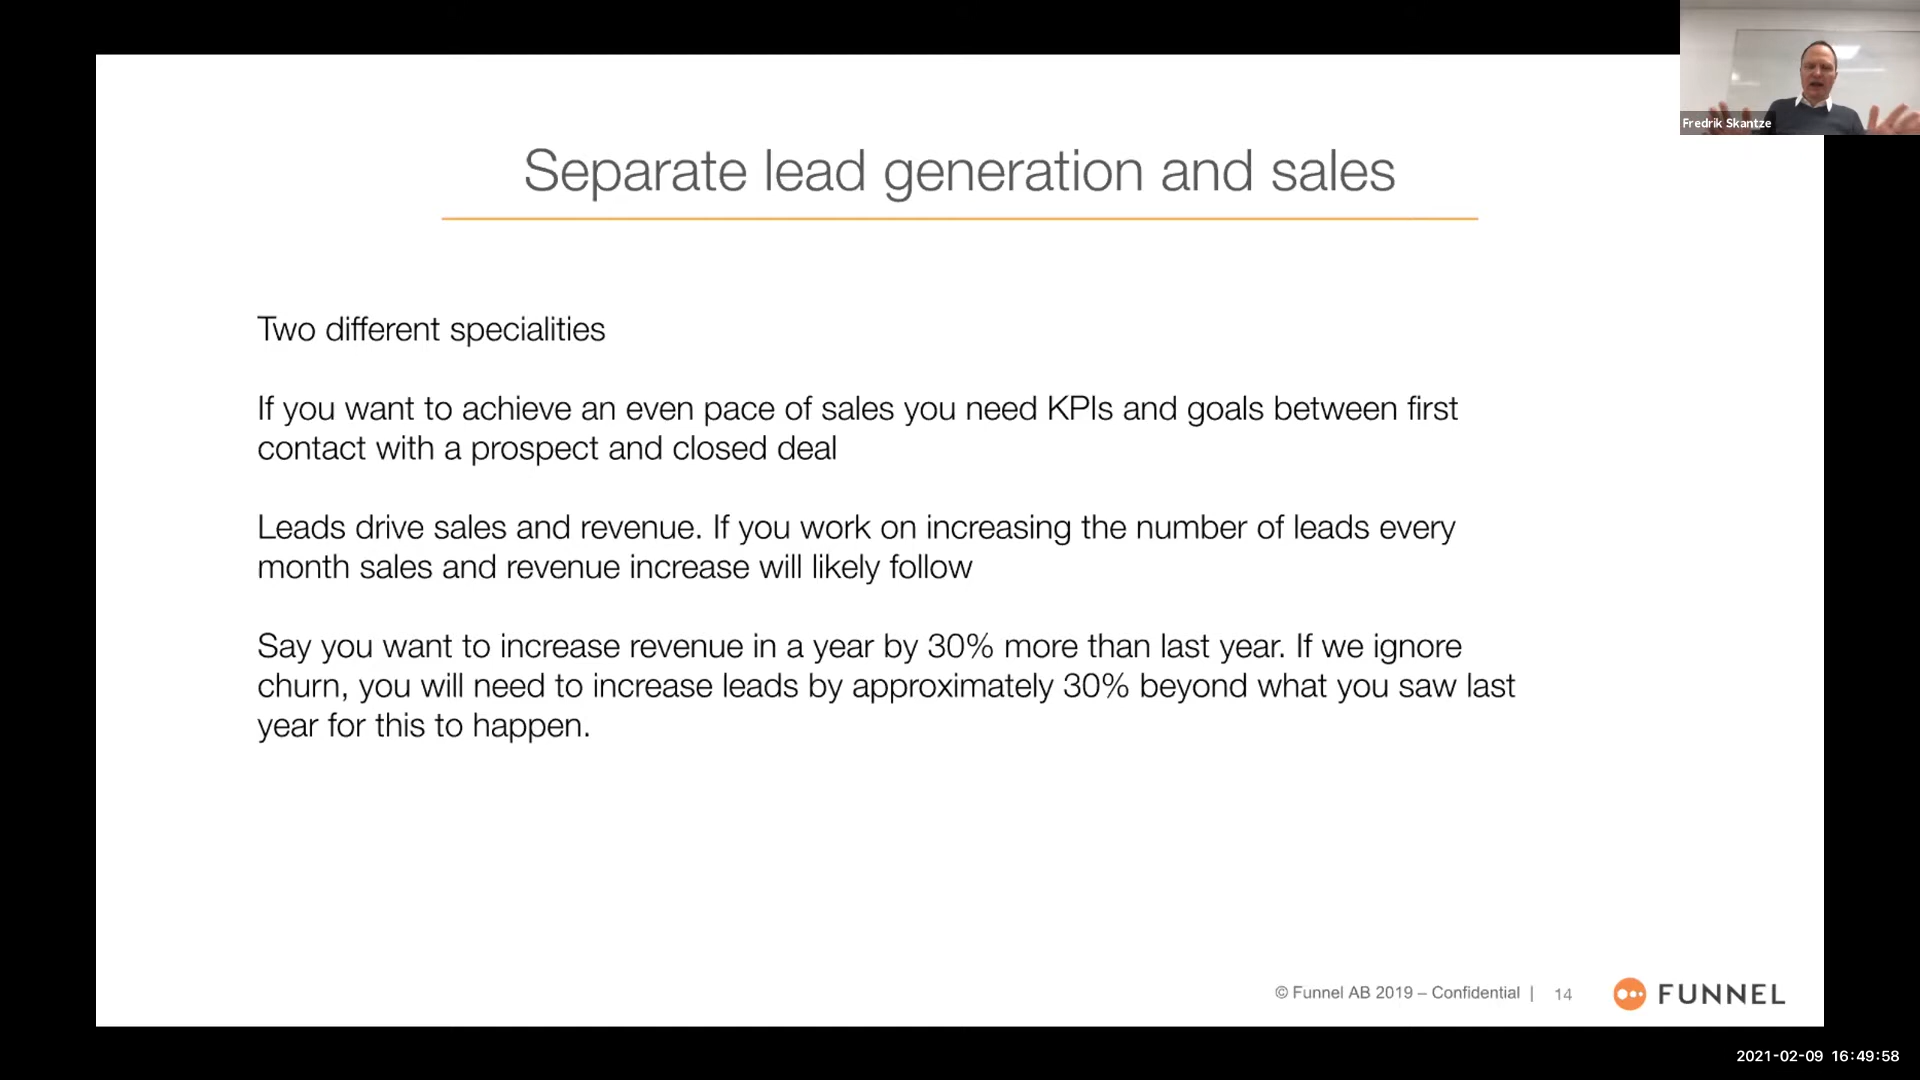 Fredrik Skantze
Separate lead generation and sales
Two different specialities
If you want to achieve an even pace of sales you need KPIs and goals between first
contact with a prospect and closed deal
Leads drive sales and revenue. If you work on increasing the number of leads every
month sales and revenue increase will likely follow
Say you want to increase revenue in a year by 30% more than last year. If we ignore
churn, you will need to increase leads by approximately 30% beyond what you saw last
year for this to happen.
© Funnel AB 2019 – Confidential | 14 FUNNEL
2021-02-09 16:49:58